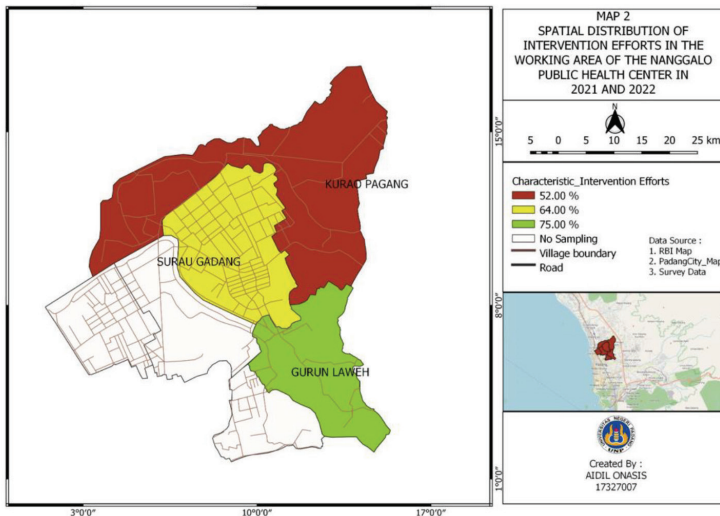 MAP 2
SPATIAL DISTRIBUTION OF
INTERVENTION EFFORTS IN THE
WORKING AREA OF THE NANGGALO
PUBLIC HEALTH CENTER IN
2021 AND 2022
N
5 0 5 10 15 20 25 km
Characteristic_Intervention Efforts
52.00 %
64.00 %
75.00 %
No Sampling
Village boundary
Road
Data Source :
1. RBI Map
2. PadangCity_Map
3. Survey Data
KURAO PAGANG
SURAU GADANG
GURUN LAWEH
15°0'0"
8°0'0"
1°0'0"
3°0'0"
10°0'0"
17°0'0"
UNIVERSITAS NEGERI PADANG
UNP
Created By :
AIDIL ONASIS
17327007